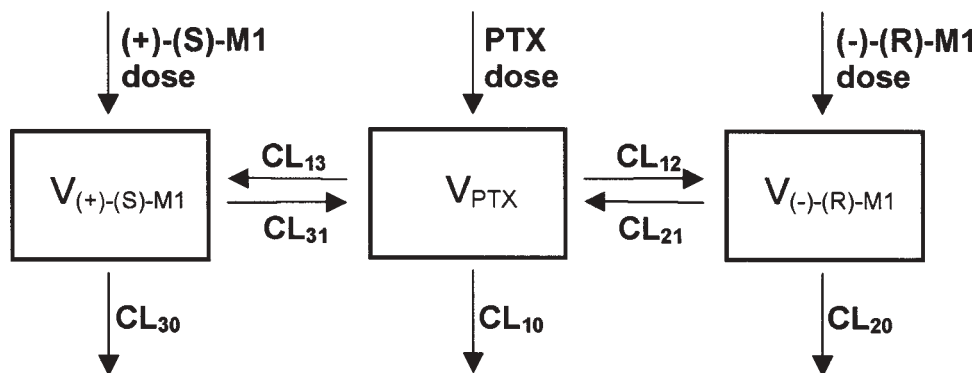 (+)-(S)-M1 dose
PTX dose
(-)-(R)-M1 dose
V(+)-(S)-M1
CL13
CL31
VPTX
CL12
CL21
V(-)-(R)-M1
CL30
CL10
CL20